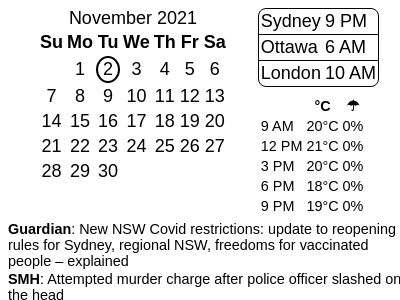 November 2021
Su Mo Tu We Th Fr Sa
1 2 3 4 5 6
7 8 9 10 11 12 13
14 15 16 17 18 19 20
21 22 23 24 25 26 27
28 29 30
Sydney 9 PM
Ottawa 6 AM
London 10 AM
°C ☂
9 AM 20°C 0%
12 PM 21°C 0%
3 PM 20°C 0%
6 PM 18°C 0%
9 PM 19°C 0%
Guardian: New NSW Covid restrictions: update to reopening
rules for Sydney, regional NSW, freedoms for vaccinated
people – explained
SMH: Attempted murder charge after police officer slashed on
the head